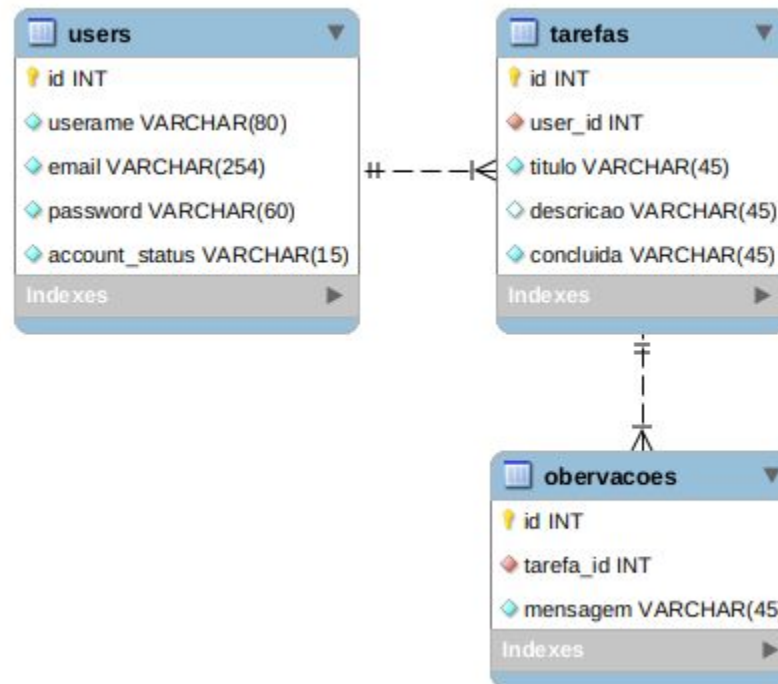 users
id INT
userame VARCHAR(80)
email VARCHAR(254)
password VARCHAR(60)
account_status VARCHAR(15)
Indexes
tarefas
id INT
user_id INT
titulo VARCHAR(45)
descricao VARCHAR(45)
concluida VARCHAR(45)
Indexes
obervacoes
id INT
tarefa_id INT
mensagem VARCHAR(45
Indexes